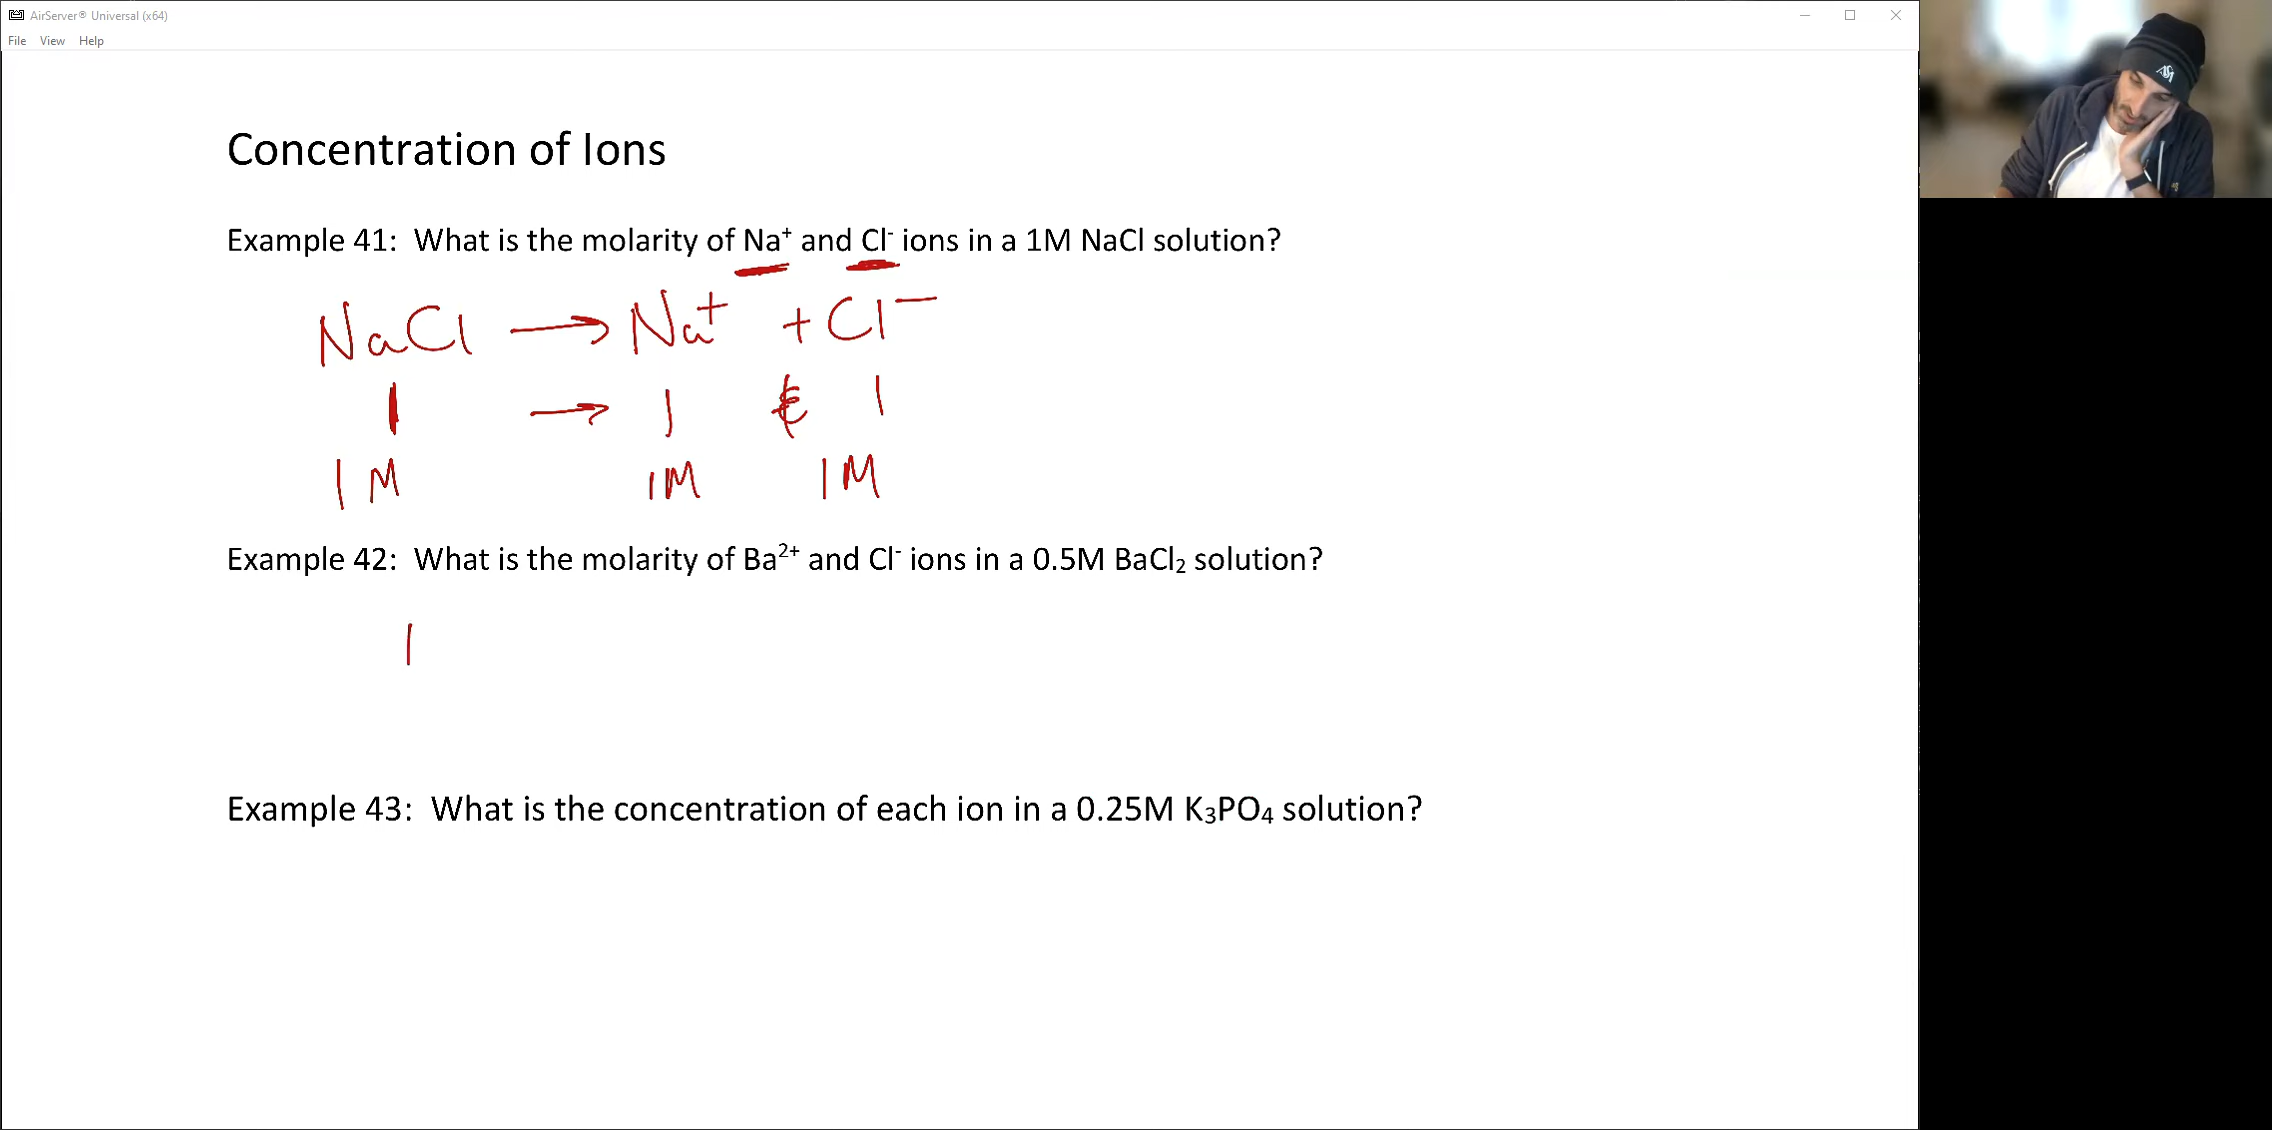 AirServer® Universal (x64)
File View Help
Concentration of Ions
Example 41: What is the molarity of Na⁺ and Cl⁻ ions in a 1M NaCl solution?
NaCl → Na⁺ + Cl⁻
1 → 1 & 1
1 M 1M 1M
Example 42: What is the molarity of Ba²⁺ and Cl⁻ ions in a 0.5M BaCl₂ solution?
Example 43: What is the concentration of each ion in a 0.25M K₃PO₄ solution?